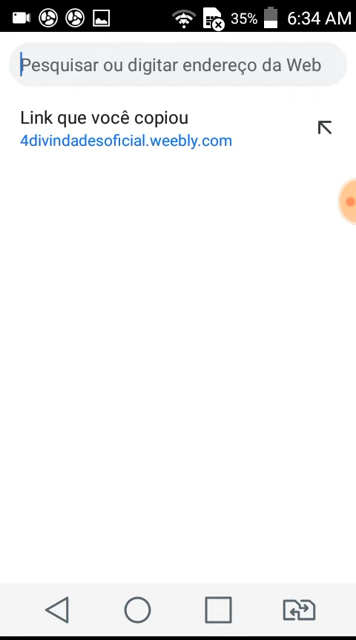 35% 6:34 AM
Pesquisar ou digitar endereço da Web
Link que você copiou
4divindadesoficial.weebly.com